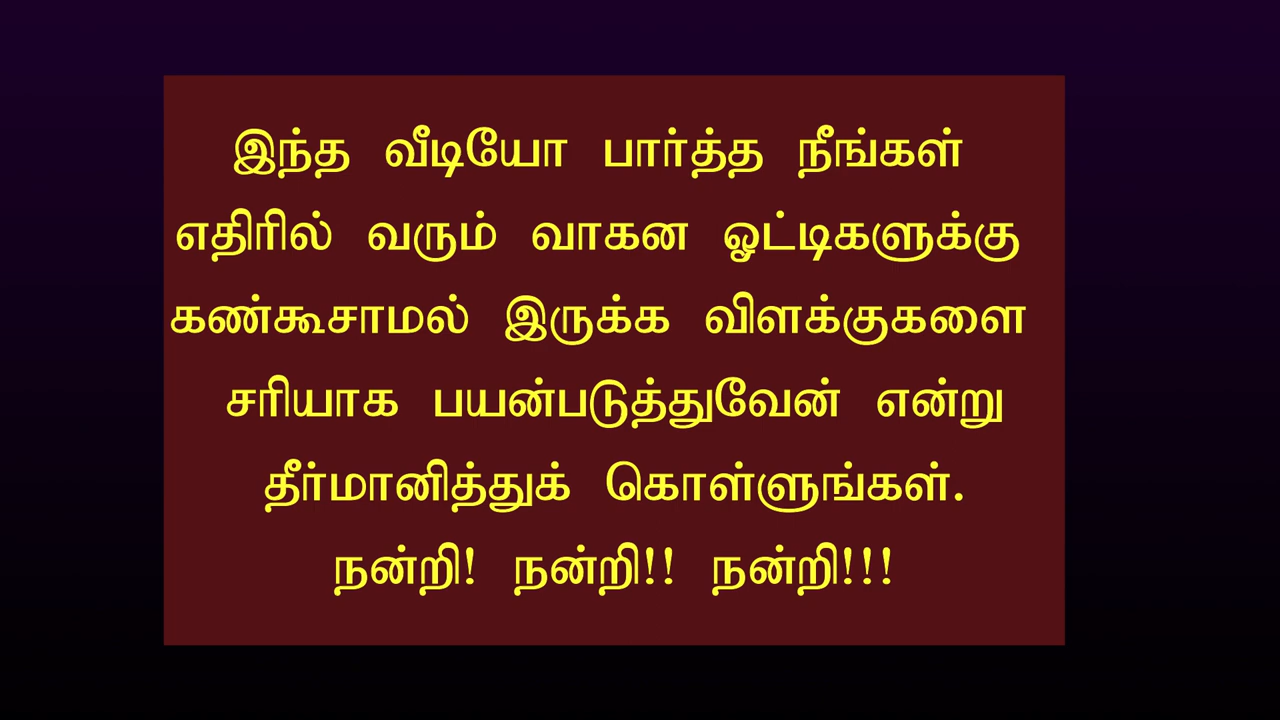 இந்த வீடியோ பார்த்த நீங்கள்
எதிரில் வரும் வாகன ஓட்டிகளுக்கு
கண்கூசாமல் இருக்க விளக்குகளை
சரியாக பயன்படுத்துவேன் என்று
தீர்மானித்துக் கொள்ளுங்கள்.
நன்றி! நன்றி!! நன்றி!!!